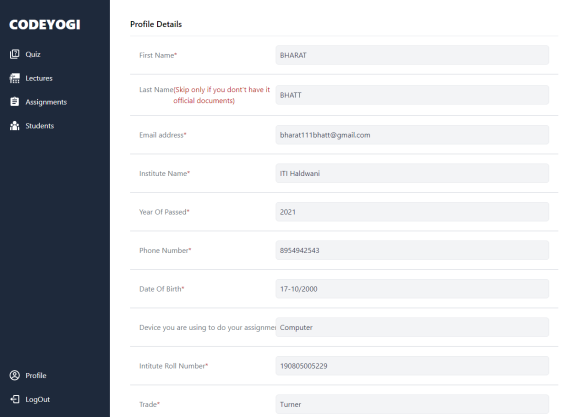 CODEYOGI
Quiz
Lectures
Assignments
Students
Profile
LogOut
Profile Details
First Name*
BHARAT
Last Name(Skip only if you dont't have it
official documents)
BHATT
Email address*
bharat111bhatt@gmail.com
Institute Name*
ITI Haldwani
Year Of Passed*
2021
Phone Number*
8954942543
Date Of Birth*
17-10/2000
Device you are using to do your assignmen
Computer
Intitute Roll Number*
190805005229
Trade*
Turner